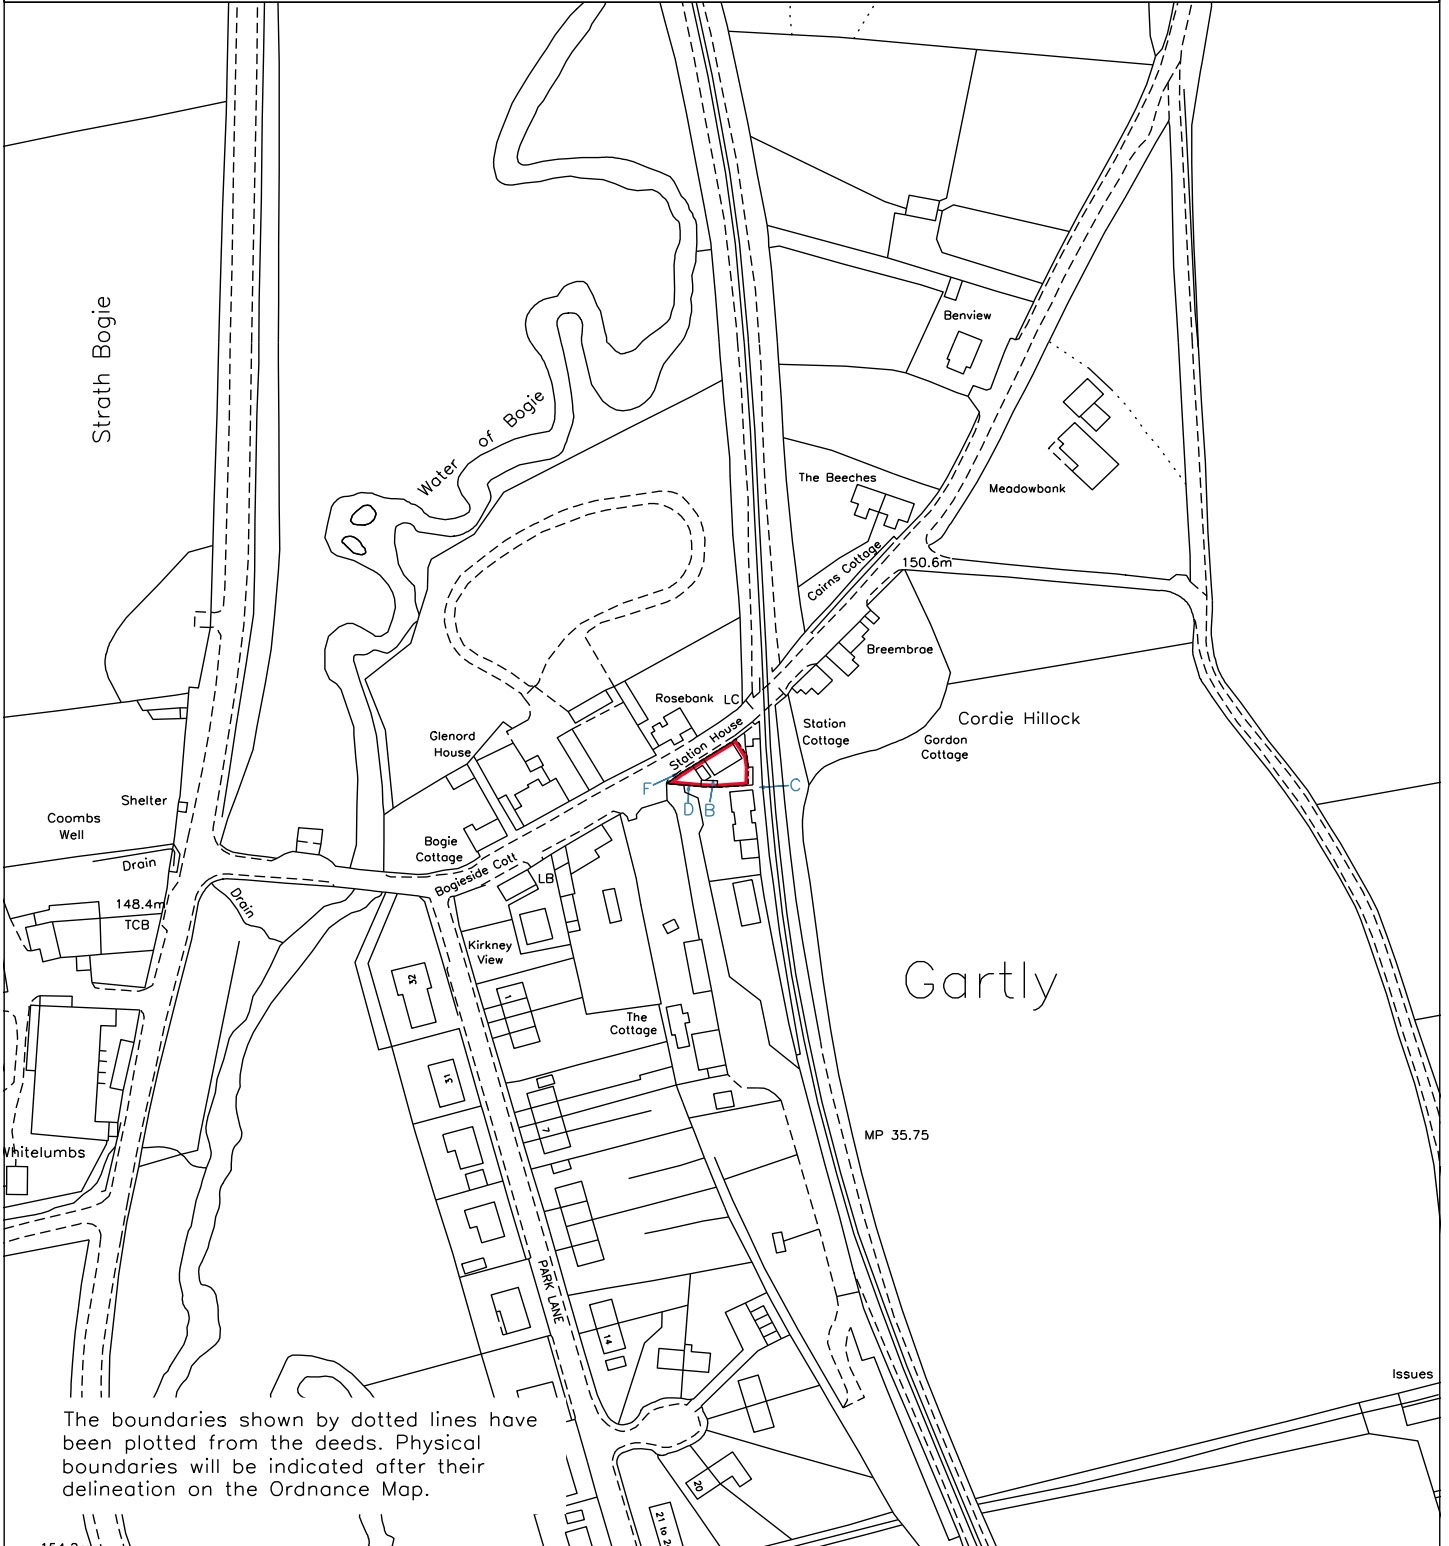 Strath Bogie
Benview
Water of Bogie
The Beeches
Meadowbank
Cairns Cottage
150.6m
Breembrae
Rosebank
LC
Station House
Station
Cottage
Cordie Hillock
Gordon
Cottage
Glenord
House
F
D
B
C
Shelter
Coombs
Well
Bogie
Cottage
Drain
Bogieside Cott
LB
Drain
148.4m
TCB
Kirkney
View
Gartly
32
1
The
Cottage
31
7
MP 35.75
Whitelumbs
PARK LANE
14
Issues
The boundaries shown by dotted lines have
been plotted from the deeds. Physical
boundaries will be indicated after their
delineation on the Ordnance Map.
20
21 to